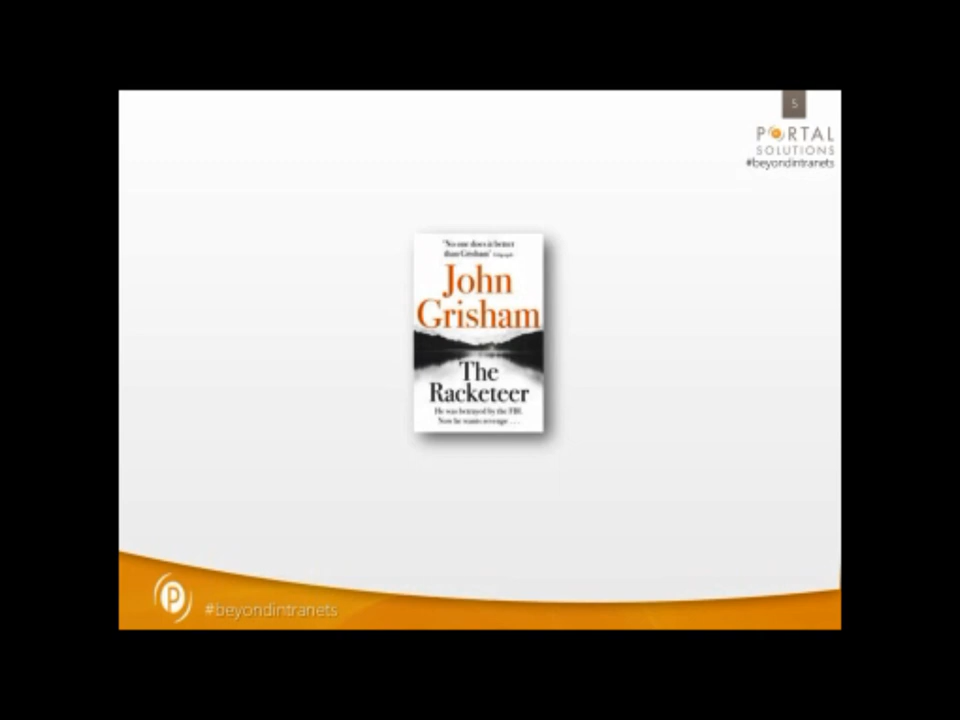 5
PORTAL
SOLUTIONS
#beyondintranets
'No one does it better
than Grisham' Telegraph
John
Grisham
The
Racketeer
He was betrayed by the FBI.
Now he wants revenge . . .
P
#beyondintranets